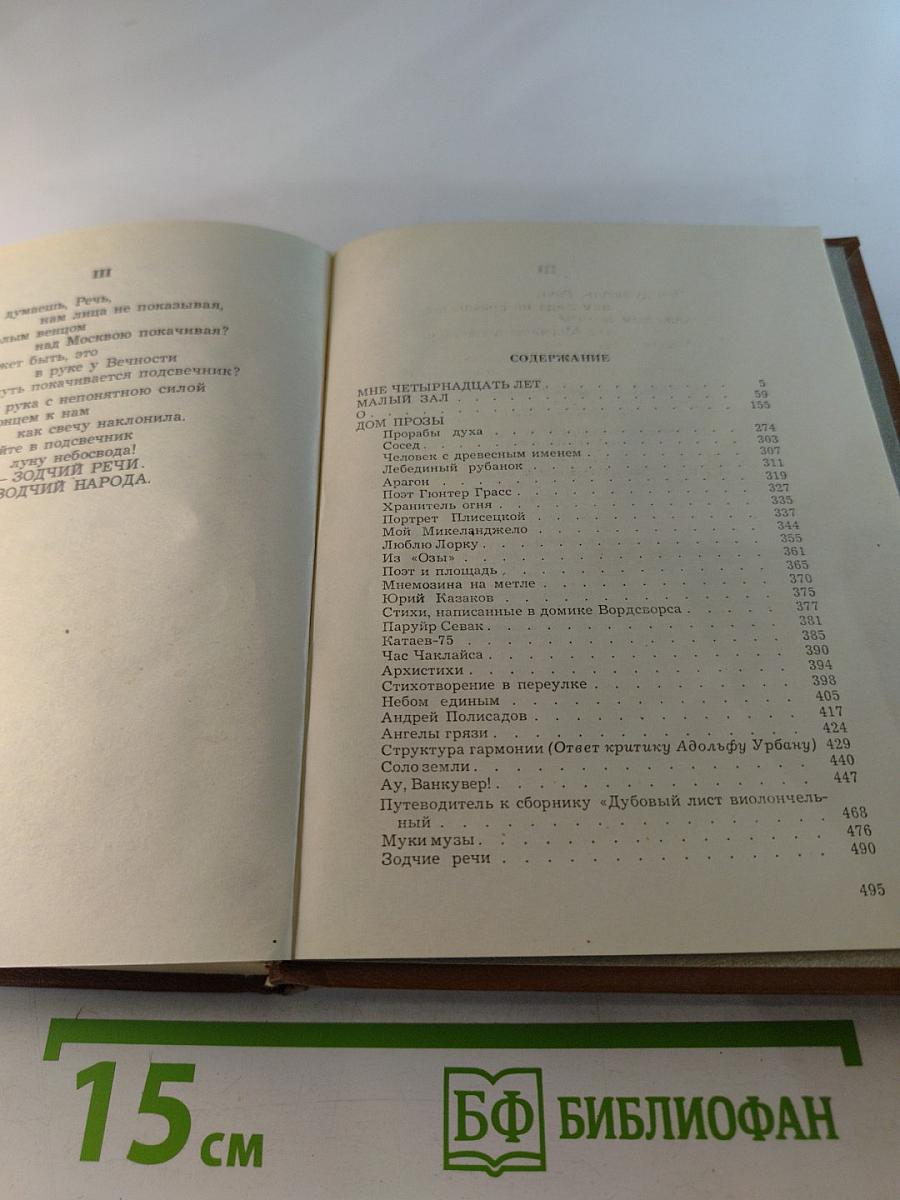 III
думаешь, Речь,
нам лица не показывая,
венцом
над Москвою покачивая?
быть, это
в руке у Вечности
покачивается подсвечник?
рука с непонятною силой
к нам
как свечу наклонила.
в подсвечник
луну небосвода!
— ЗОДЧИЙ РЕЧИ.
ЗОДЧИЙ НАРОДА.
СОДЕРЖАНИЕ
МНЕ ЧЕТЫРНАДЦАТЬ ЛЕТ . . . . . . . . . . 5
МАЛЫЙ ЗАЛ . . . . . . . . . . . . . . 59
О . . . . . . . . . . . . . . . . . . 155
ДОМ ПРОЗЫ
Прорабы духа . . . . . . . . . . . . . 274
Сосед . . . . . . . . . . . . . . . . 303
Человек с древесным именем . . . . . . . . 307
Лебединый рубанок . . . . . . . . . . . 311
Арагон . . . . . . . . . . . . . . . . 319
Поэт Гюнтер Грасс . . . . . . . . . . . 327
Хранитель огня . . . . . . . . . . . . 335
Портрет Плисецкой . . . . . . . . . . . 337
Мой Микеланджело . . . . . . . . . . . 344
Люблю Лорку . . . . . . . . . . . . . . 355
Из «Озы» . . . . . . . . . . . . . . . 361
Поэт и площадь . . . . . . . . . . . . 365
Мнемозина на метле . . . . . . . . . . 370
Юрий Казаков . . . . . . . . . . . . . 375
Стихи, написанные в домике Вордсворса . . . . 377
Паруйр Севак . . . . . . . . . . . . . 381
Катаев-75 . . . . . . . . . . . . . . 385
Час Чаклайса . . . . . . . . . . . . . 390
Архистихи . . . . . . . . . . . . . . 394
Стихотворение в переулке . . . . . . . . 398
Небом единым . . . . . . . . . . . . . 405
Андрей Полисадов . . . . . . . . . . . 417
Ангелы грязи . . . . . . . . . . . . . 424
Структура гармонии (Ответ критику Адольфу Урбану) 429
Соло земли . . . . . . . . . . . . . . 440
Ау, Ванкувер! . . . . . . . . . . . . . 447
Путеводитель к сборнику «Дубовый лист виолончель-
ный . . . . . . . . . . . . . . . . . 468
Муки музы . . . . . . . . . . . . . . 476
Зодчие речи . . . . . . . . . . . . . 490
495
15 см
БФ БИБЛИОФАН